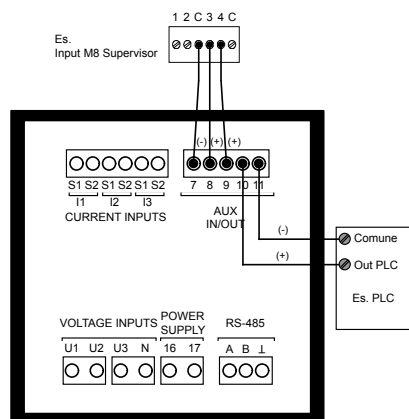 1 2 C 3 4 C
Es.
Input M8 Supervisor
(-) (+) (+)
S1 S2 S1 S2 S1 S2
I1 I2 I3
CURRENT INPUTS
7 8 9 10 11
AUX
IN/OUT
(-)
Comune
(+)
Out PLC
Es. PLC
VOLTAGE INPUTS
POWER
SUPPLY
RS-485
U1 U2 U3 N
16 17
A B ⊥